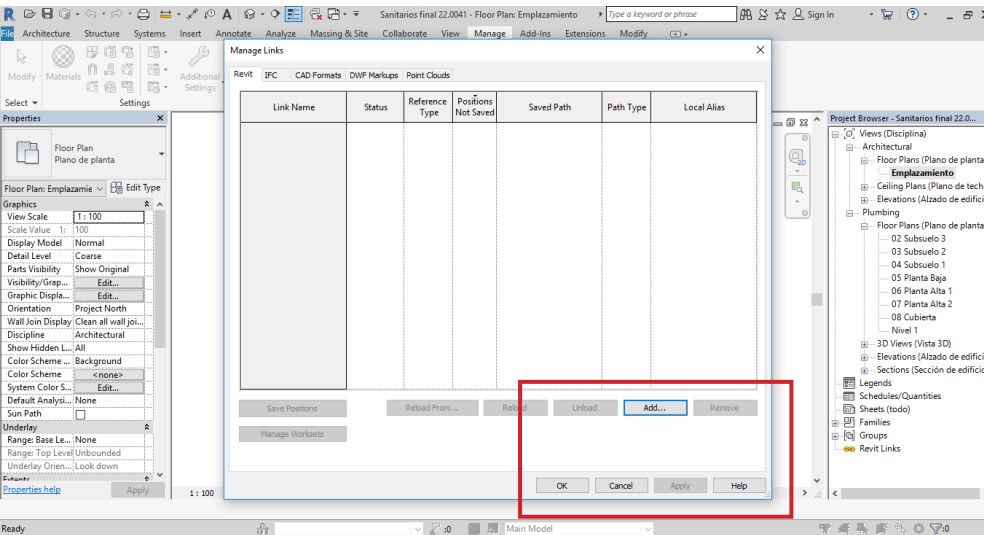 Sanitarios final 22.0041 - Floor Plan: Emplazamiento
Type a keyword or phrase
Sign In
File Architecture Structure Systems Insert Annotate Analyze Massing & Site Collaborate View Manage Add-Ins Extensions Modify
Modify
Materials
Additional
Settings
Select
Settings
Manage Links
Revit IFC CAD Formats DWF Markups Point Clouds
Link Name
Status
Reference
Type
Positions
Not Saved
Saved Path
Path Type
Local Alias
Save Positions
Reload From...
Reload
Unload
Add...
Remove
Manage Worksets
OK
Cancel
Apply
Help
Properties
Floor Plan
Plano de planta
Floor Plan: Emplazamie
Edit Type
Graphics
View Scale 1 : 100
Scale Value 1: 100
Display Model Normal
Detail Level Coarse
Parts Visibility Show Original
Visibility/Grap... Edit...
Graphic Displa... Edit...
Orientation Project North
Wall Join Display Clean all wall joi...
Discipline Architectural
Show Hidden L... All
Color Scheme ... Background
Color Scheme <none>
System Color S... Edit...
Default Analysi... None
Sun Path
Underlay
Range: Base Le... None
Range: Top Level Unbounded
Underlay Orien... Look down
Extents
Properties help
Apply
1 : 100
Project Browser - Sanitarios final 22.0...
Views (Disciplina)
Architectural
Floor Plans (Plano de planta
Emplazamiento
Ceiling Plans (Plano de tech
Elevations (Alzado de edifici
Plumbing
Floor Plans (Plano de planta
02 Subsuelo 3
03 Subsuelo 2
04 Subsuelo 1
05 Planta Baja
06 Planta Alta 1
07 Planta Alta 2
08 Cubierta
Nivel 1
3D Views (Vista 3D)
Elevations (Alzado de edifici
Sections (Sección de edificio
Legends
Schedules/Quantities
Sheets (todo)
Families
Groups
Revit Links
Ready
:0
Main Model
:0